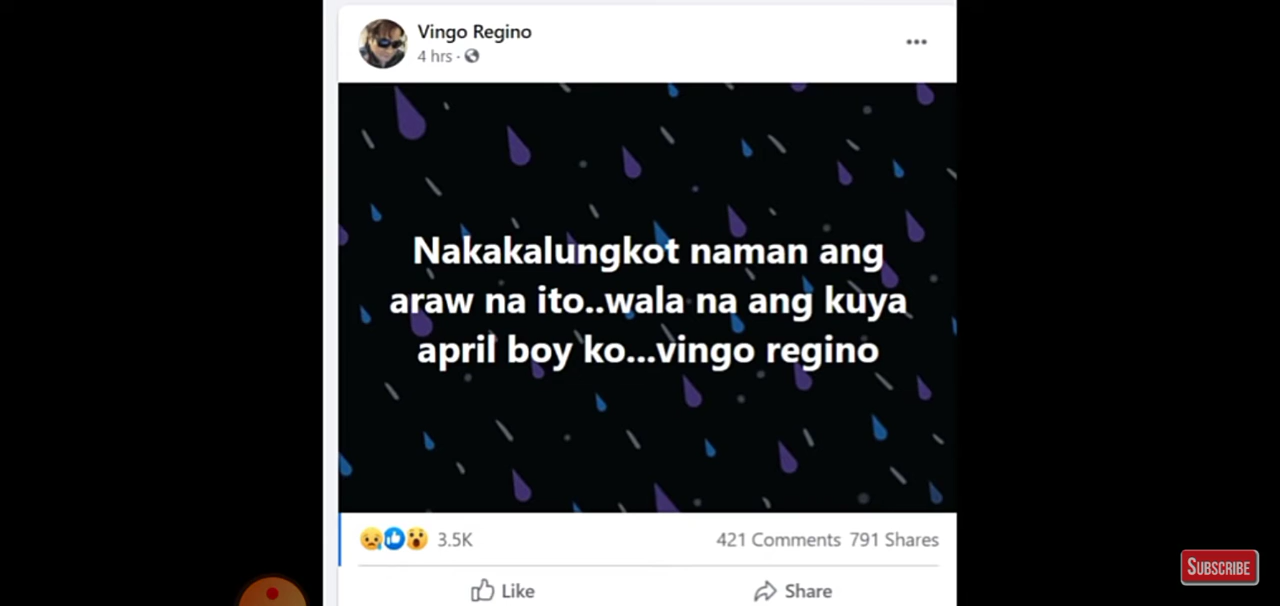 Vingo Regino
4 hrs ·
Nakakalungkot naman ang
araw na ito..wala na ang kuya
april boy ko...vingo regino
3.5K
421 Comments 791 Shares
Like
Share
SUBSCRIBE